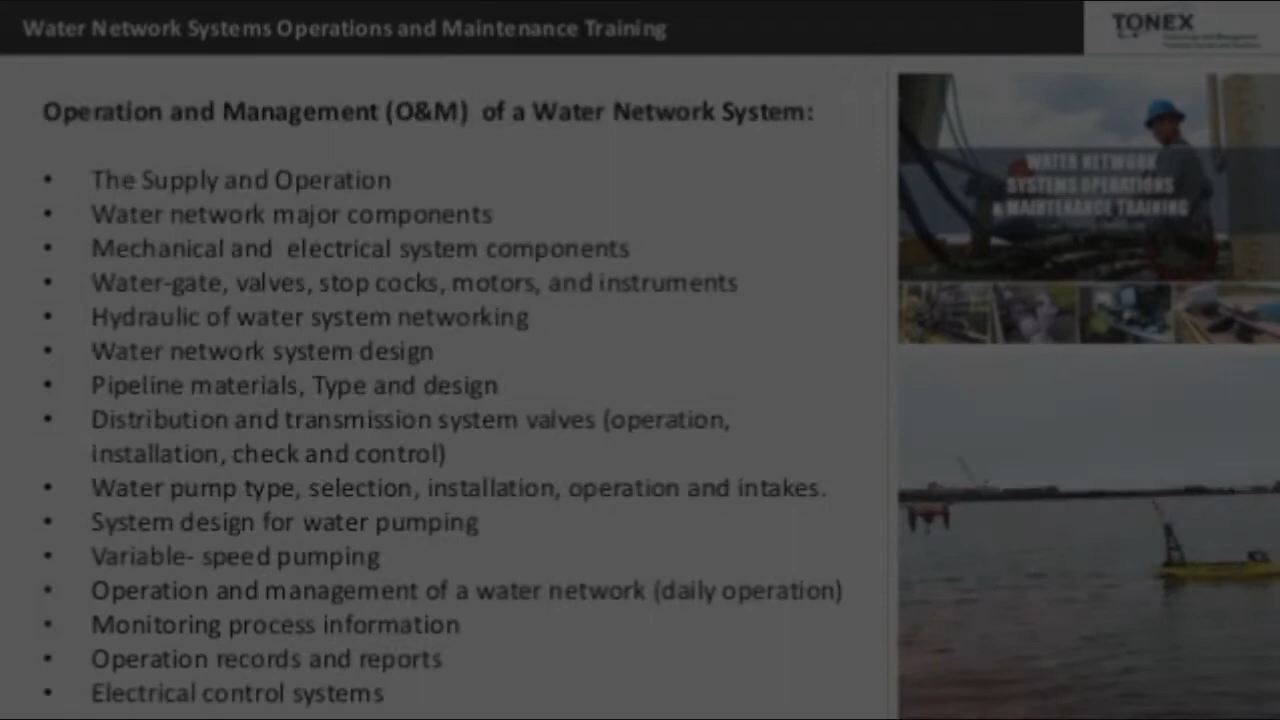 Water Network Systems Operations and Maintenance Training
TONEX
Operation and Management (O&M) of a Water Network System:
• The Supply and Operation
• Water network major components
• Mechanical and electrical system components
• Water-gate, valves, stop cocks, motors, and instruments
• Hydraulic of water system networking
• Water network system design
• Pipeline materials, Type and design
• Distribution and transmission system valves (operation,
installation, check and control)
• Water pump type, selection, installation, operation and intakes.
• System design for water pumping
• Variable- speed pumping
• Operation and management of a water network (daily operation)
• Monitoring process information
• Operation records and reports
• Electrical control systems
WATER NETWORK
SYSTEMS OPERATIONS
& MAINTENANCE TRAINING